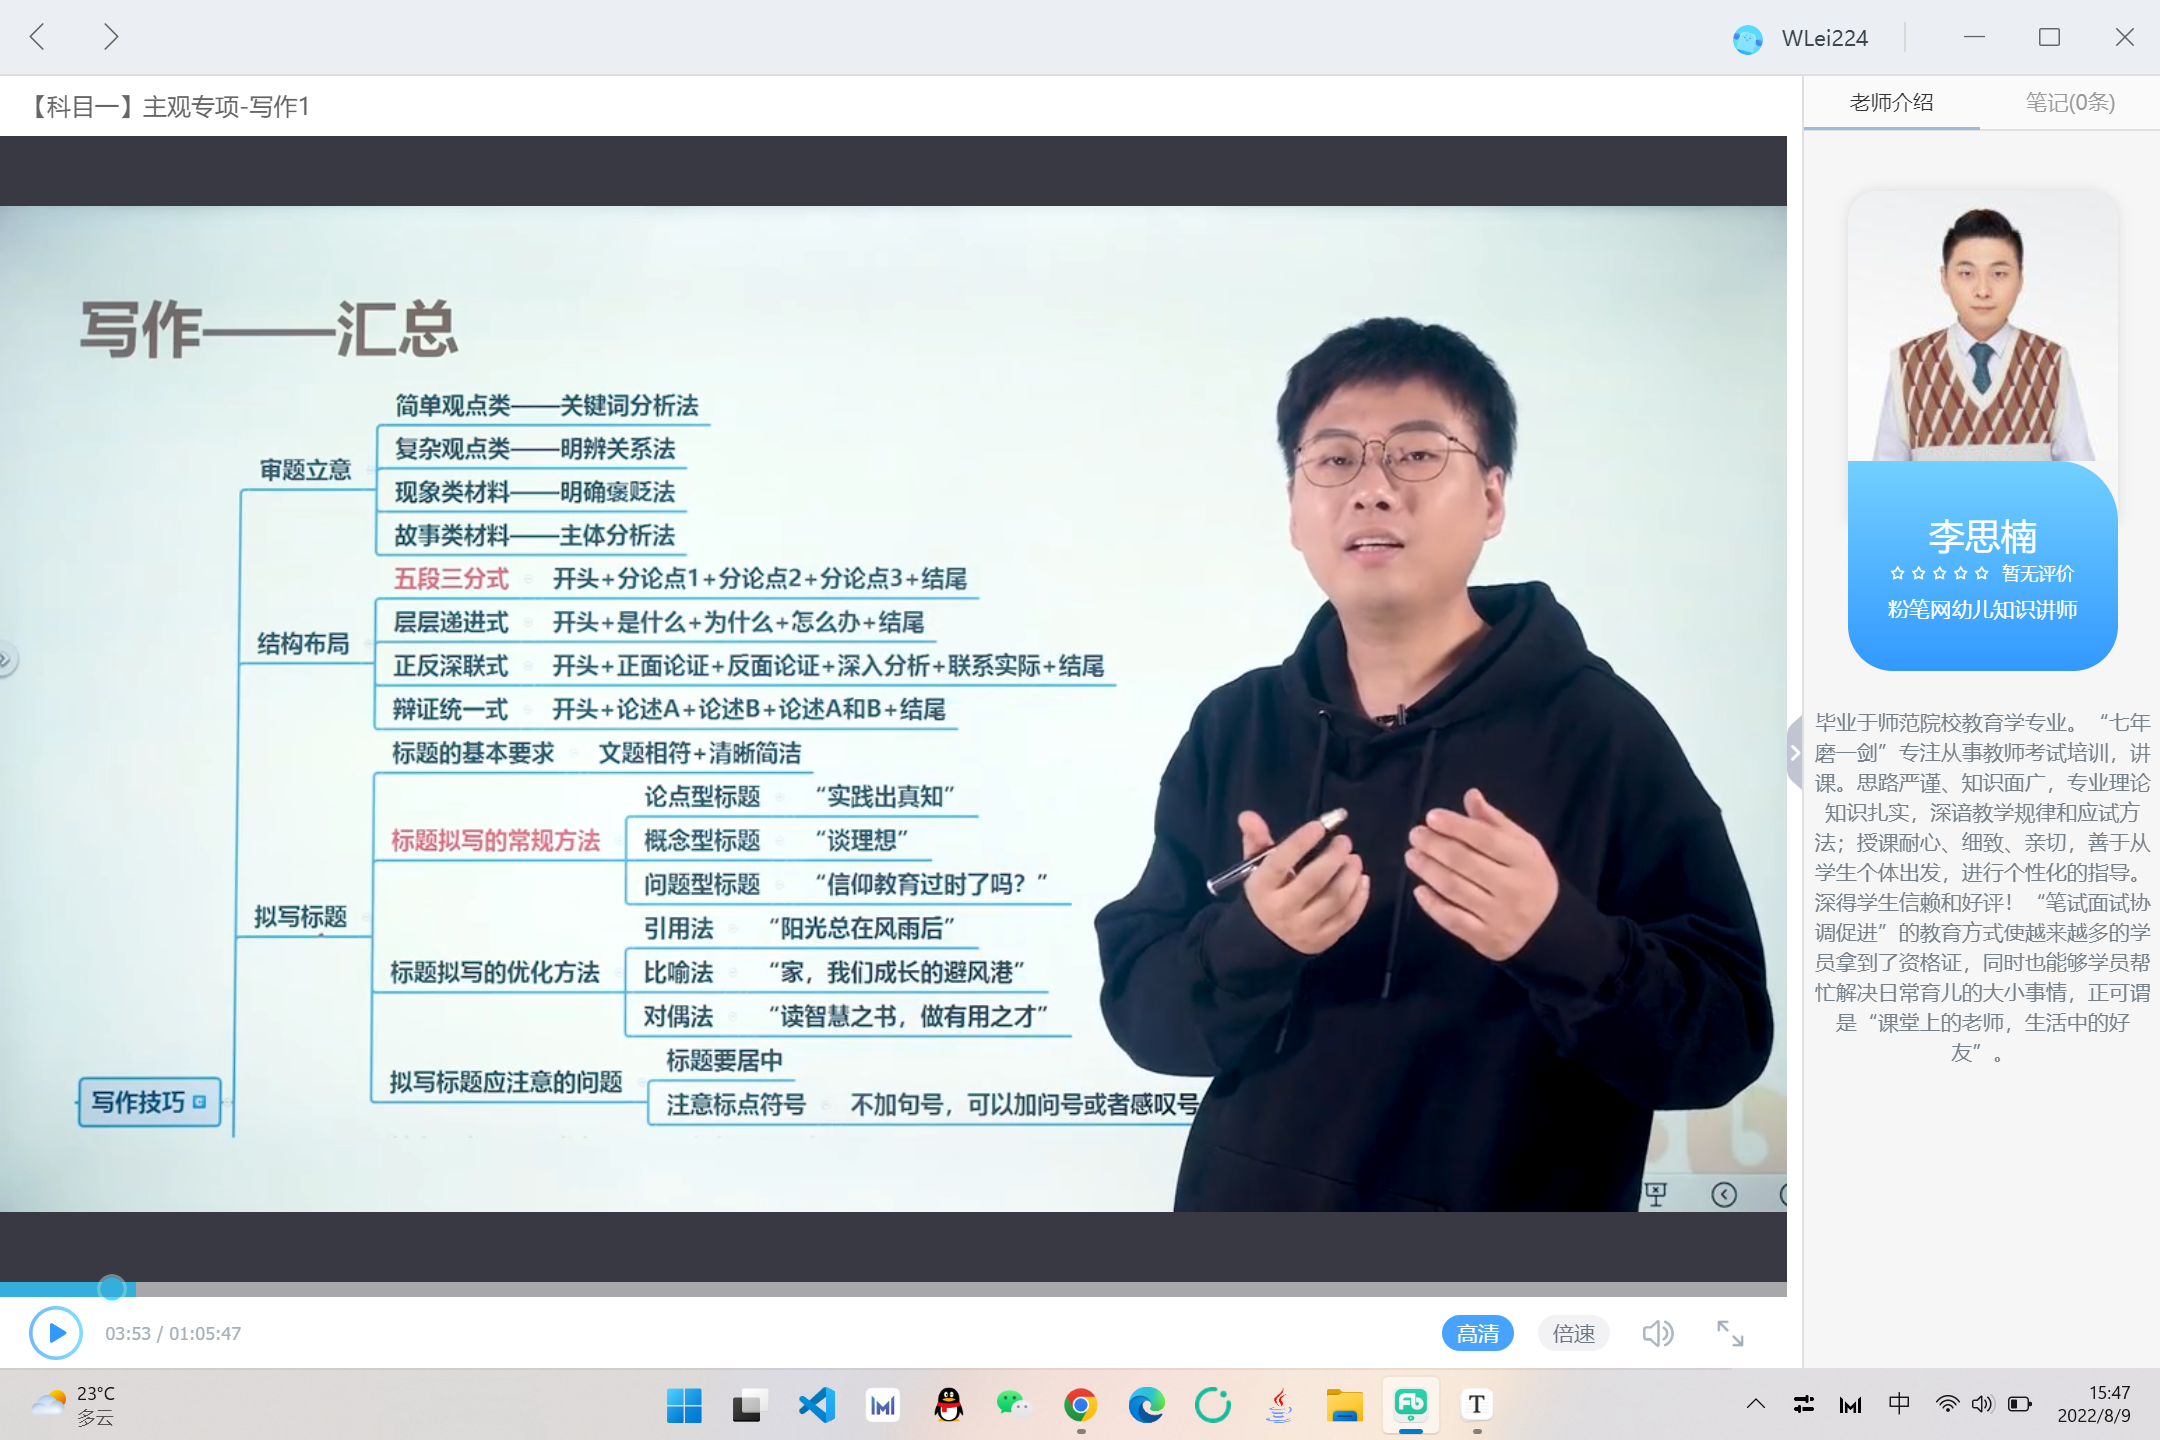 WLei224
【科目一】主观专项-写作1
老师介绍
笔记(0条)
写作——汇总
简单观点类——关键词分析法
复杂观点类——明辨关系法
审题立意
现象类材料——明确褒贬法
故事类材料——主体分析法
五段三分式 开头+分论点1+分论点2+分论点3+结尾
层层递进式 开头+是什么+为什么+怎么办+结尾
结构布局
正反深联式 开头+正面论证+反面论证+深入分析+联系实际+结尾
辩证统一式 开头+论述A+论述B+论述A和B+结尾
标题的基本要求 文题相符+清晰简洁
论点型标题 “实践出真知”
标题拟写的常规方法 概念型标题 “谈理想”
问题型标题 “信仰教育过时了吗？”
拟写标题
引用法 “阳光总在风雨后”
标题拟写的优化方法 比喻法 “家，我们成长的避风港”
对偶法 “读智慧之书，做有用之才”
标题要居中
拟写标题应注意的问题
注意标点符号 不加句号，可以加问号或者感叹号
写作技巧
李思楠
暂无评价
粉笔网幼儿知识讲师
毕业于师范院校教育学专业。“七年
磨一剑”专注从事教师考试培训，讲
课。思路严谨、知识面广，专业理论
知识扎实，深谙教学规律和应试方
法；授课耐心、细致、亲切，善于从
学生个体出发，进行个性化的指导。
深得学生信赖和好评！“笔试面试协
调促进”的教育方式使越来越多的学
员拿到了资格证，同时也能够学员帮
忙解决日常育儿的大小事情，正可谓
是“课堂上的老师，生活中的好
友”。
03:53 / 01:05:47
高清
倍速
23°C
多云
中
15:47
2022/8/9